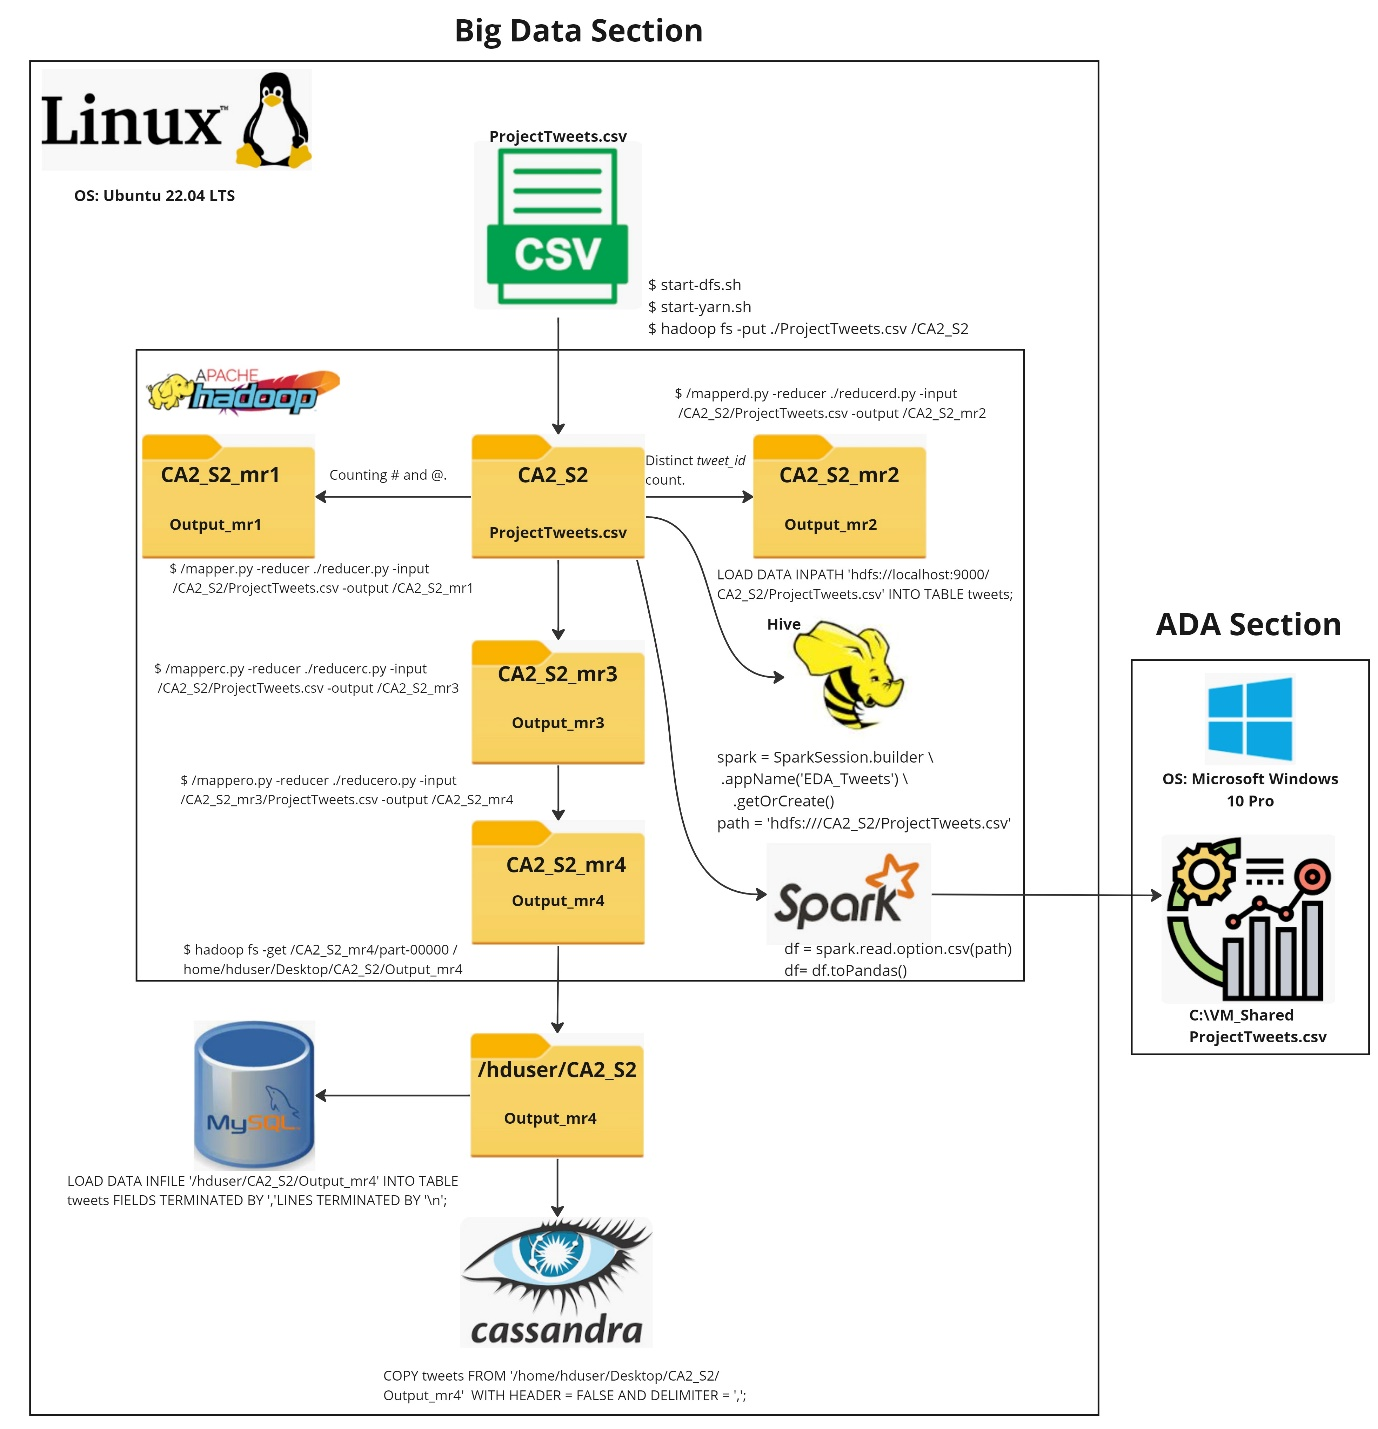 Big Data Section
Linux™
OS: Ubuntu 22.04 LTS
ProjectTweets.csv
CSV
$ start-dfs.sh
$ start-yarn.sh
$ hadoop fs -put ./ProjectTweets.csv /CA2_S2
APACHE
hadoop
$ /mapperd.py -reducer ./reducerd.py -input
/CA2_S2/ProjectTweets.csv -output /CA2_S2_mr2
CA2_S2_mr1
Output_mr1
Counting # and @.
CA2_S2
ProjectTweets.csv
Distinct tweet_id
count.
CA2_S2_mr2
Output_mr2
$ /mapper.py -reducer ./reducer.py -input
/CA2_S2/ProjectTweets.csv -output /CA2_S2_mr1
LOAD DATA INPATH 'hdfs://localhost:9000/
CA2_S2/ProjectTweets.csv' INTO TABLE tweets;
Hive
$ /mapperc.py -reducer ./reducerc.py -input
/CA2_S2/ProjectTweets.csv -output /CA2_S2_mr3
CA2_S2_mr3
Output_mr3
spark = SparkSession.builder \
.appName('EDA_Tweets') \
.getOrCreate()
path = 'hdfs:///CA2_S2/ProjectTweets.csv'
$ /mappero.py -reducer ./reducero.py -input
/CA2_S2_mr3/ProjectTweets.csv -output /CA2_S2_mr4
CA2_S2_mr4
Output_mr4
Spark
df = spark.read.option.csv(path)
df= df.toPandas()
$ hadoop fs -get /CA2_S2_mr4/part-00000 /
home/hduser/Desktop/CA2_S2/Output_mr4
/hduser/CA2_S2
Output_mr4
MySQL
LOAD DATA INFILE '/hduser/CA2_S2/Output_mr4' INTO TABLE
tweets FIELDS TERMINATED BY ','LINES TERMINATED BY '\n';
cassandra
COPY tweets FROM '/home/hduser/Desktop/CA2_S2/
Output_mr4'  WITH HEADER = FALSE AND DELIMITER = ',';
ADA Section
OS: Microsoft Windows
10 Pro
C:\VM_Shared
ProjectTweets.csv